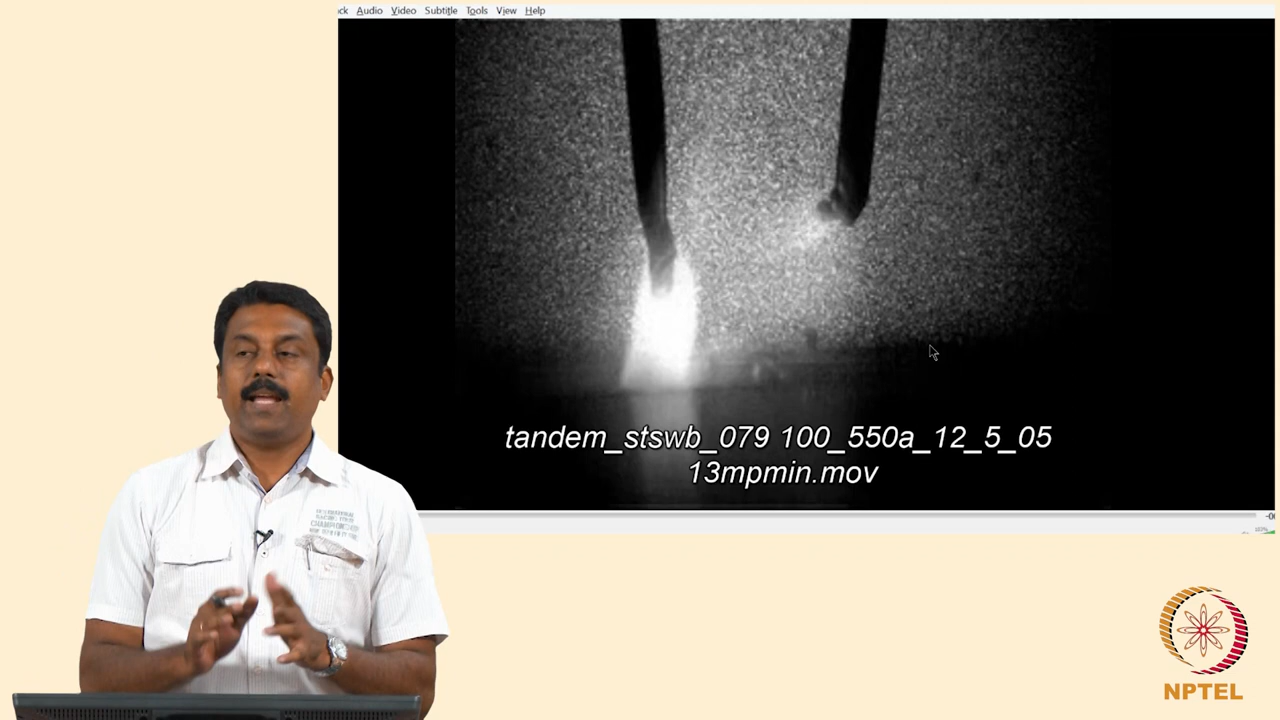 Audio Video Subtitle Tools View Help
tandem_stswb_079 100_550a_12_5_05
13mpmin.mov
NPTEL